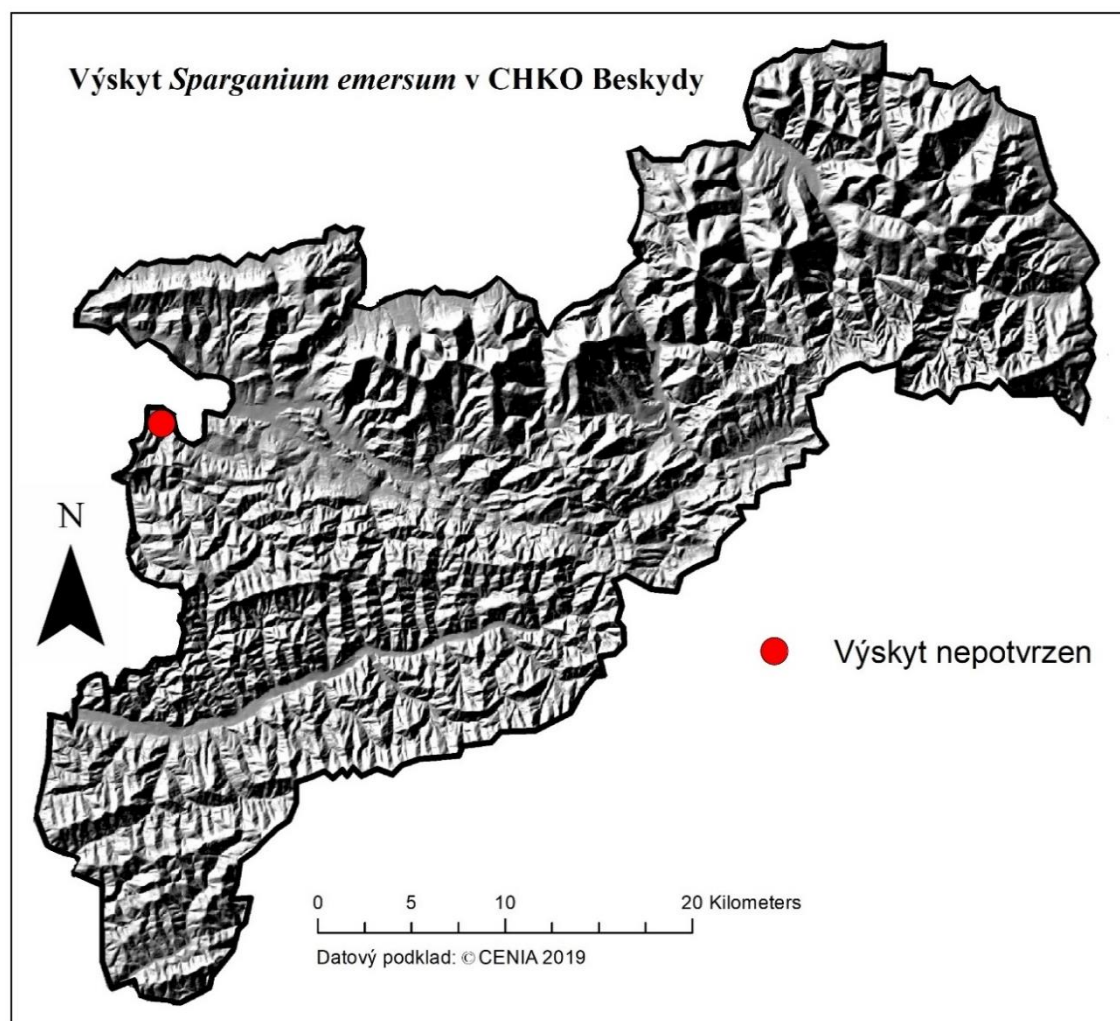 Výskyt Sparganium emersum v CHKO Beskydy
N
Výskyt nepotvrzen
0 5 10 20 Kilometers
Datový podklad: © CENIA 2019